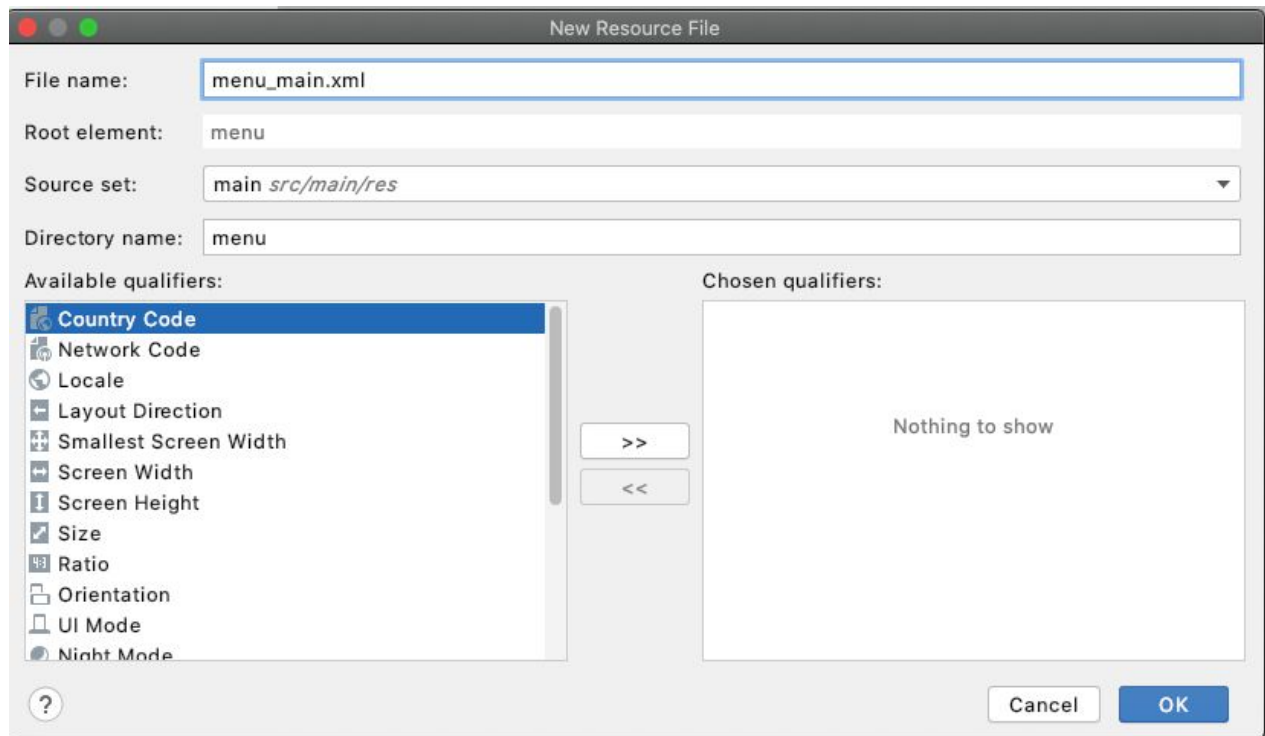 New Resource File
File name: menu_main.xml
Root element: menu
Source set: main src/main/res
Directory name: menu
Available qualifiers:
Country Code
Network Code
Locale
Layout Direction
Smallest Screen Width
Screen Width
Screen Height
Size
Ratio
Orientation
UI Mode
Night Mode
>>
<<
Chosen qualifiers:
Nothing to show
?
Cancel
OK